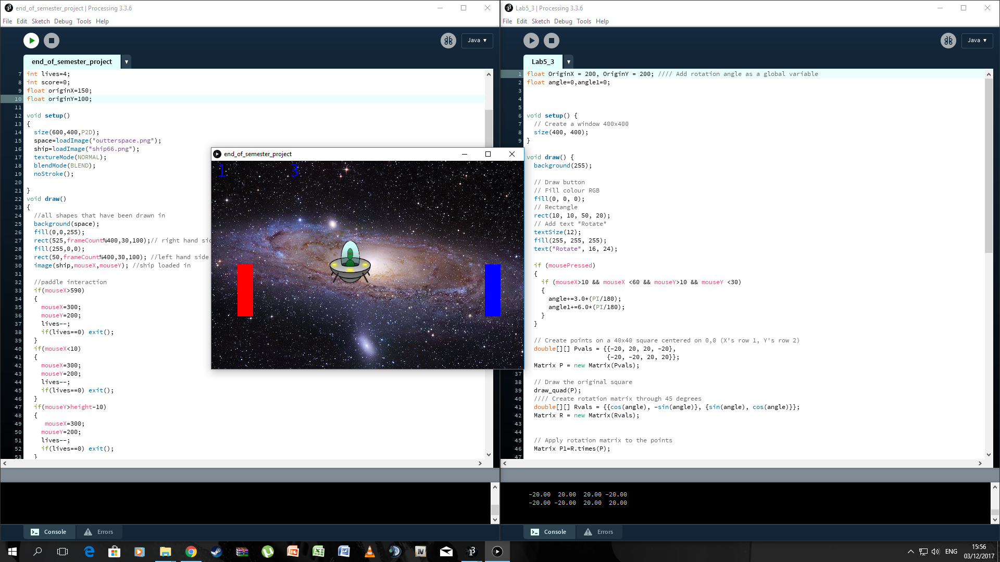 end_of_semester_project | Processing 3.3.6
File Edit Sketch Debug Tools Help
Java ▾
end_of_semester_project ▾
7 int lives=4;
8 int score=0;
9 float originX=150;
10 float originY=100;
11
12 void setup()
13 {
14 size(600,400,P2D);
15 space=loadImage("outterspace.png");
16 ship=loadImage("ship66.png");
17 textureMode(NORMAL);
18 blendMode(BLEND);
19 noStroke();
20
21 }
22 void draw()
23 {
24 //all shapes that have been drawn in
25 background(space);
26 fill(0,0,255);
27 rect(525,frameCount%400,30,100);// right hand sid
28 fill(255,0,0);
29 rect(50,frameCount%400,30,100); //left hand side
30 image(ship,mouseX,mouseY); //ship loaded in
31
32 //paddle interaction
33 if(mouseX>590)
34 {
35 mouseX=300;
36 mouseY=200;
37 lives--;
38 if(lives==0) exit();
39 }
40 if(mouseX<10)
41 {
42 mouseX=300;
43 mouseY=200;
44 lives--;
45 if(lives==0) exit();
46 }
47 if(mouseY>height-10)
48 {
49 mouseX=300;
50 mouseY=200;
51 lives--;
52 if(lives==0) exit();
53 }
Console Errors
end_of_semester_project
1 3
Lab5_3 | Processing 3.3.6
File Edit Sketch Debug Tools Help
Java ▾
Lab5_3 ▾
1 float OriginX = 200, OriginY = 200; //// Add rotation angle as a global variable
2 float angle=0,angle1=0;
3
4
5
6 void setup() {
7 // Create a window 400x400
8 size(400, 400);
9 }
void draw() {
background(255);
// Draw button
// Fill colour RGB
fill(0, 0, 0);
// Rectangle
rect(10, 10, 50, 20);
// Add text "Rotate"
textSize(12);
fill(255, 255, 255);
text("Rotate", 16, 24);
if (mousePressed)
{
if (mouseX>10 && mouseX <60 && mouseY>10 && mouseY <30)
{
angle+=3.0*(PI/180);
angle1+=6.0*(PI/180);
}
}
// Create points on a 40x40 square centered on 0,0 (X's row 1, Y's row 2)
double[][] Pvals = {{-20, 20, 20, -20},
{-20, -20, 20, 20}};
Matrix P = new Matrix(Pvals);
37
38 // Draw the original square
39 draw_quad(P);
40 //// Create rotation matrix through 45 degrees
41 double[][] Rvals = {{cos(angle), -sin(angle)}, {sin(angle), cos(angle)}};
42 Matrix R = new Matrix(Rvals);
43
44
45 // Apply rotation matrix to the points
46 Matrix P1=R.times(P);
47
-20.00 20.00 20.00 -20.00
-20.00 -20.00 20.00 20.00
Console Errors
ENG
15:56
03/12/2017